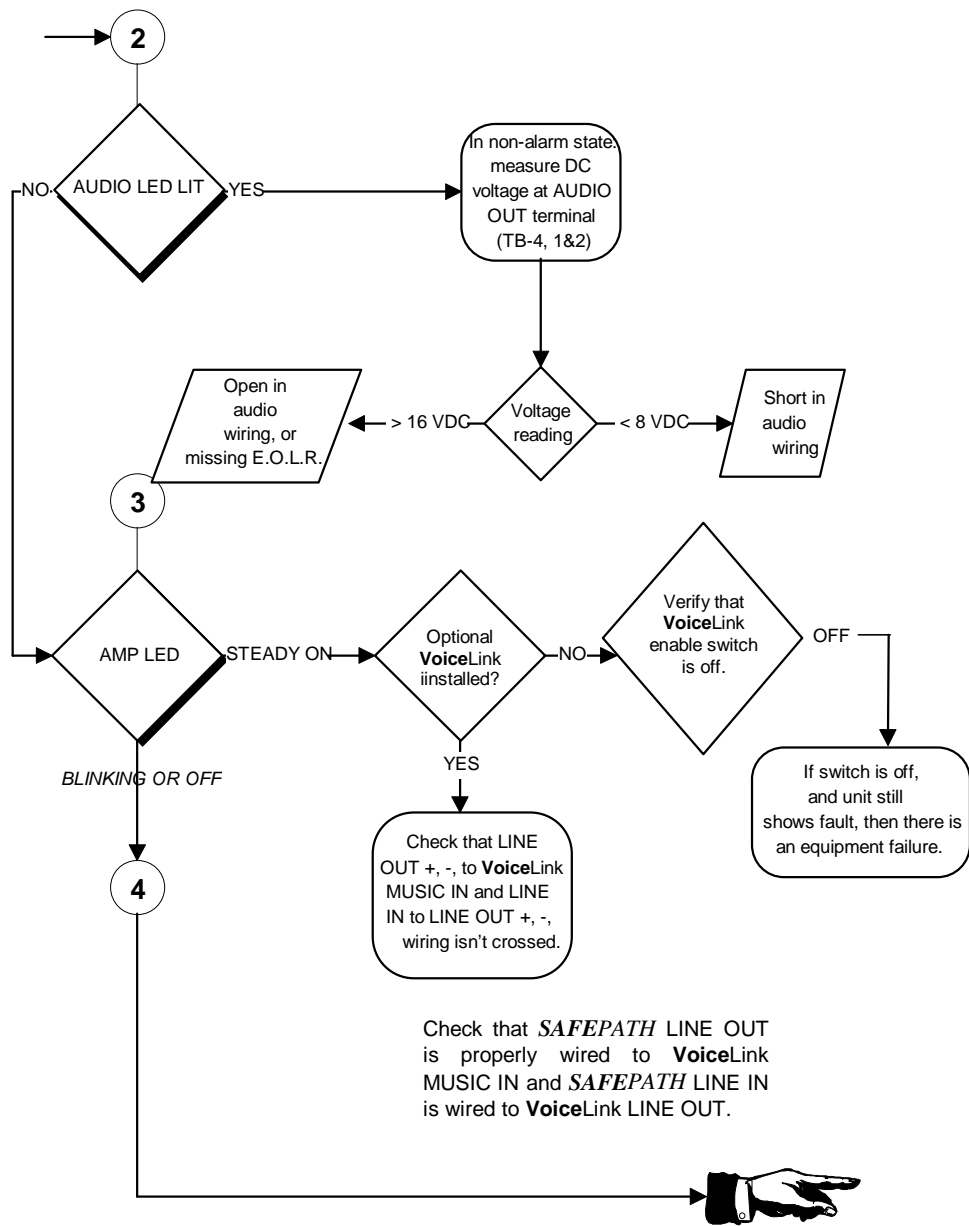 2
AUDIO LED LIT
NO
YES
In non-alarm state.
measure DC
voltage at AUDIO
OUT terminal
(TB-4, 1&2)
Voltage
reading
> 16 VDC
< 8 VDC
Open in
audio
wiring, or
missing E.O.L.R.
Short in
audio
wiring
3
AMP LED
STEADY ON
Optional
VoiceLink
iinstalled?
NO
Verify that
VoiceLink
enable switch
is off.
OFF
BLINKING OR OFF
YES
If switch is off,
and unit still
shows fault, then there is
an equipment failure.
Check that LINE
OUT +, -, to VoiceLink
MUSIC IN and LINE
IN to LINE OUT +, -,
wiring isn't crossed.
4
Check that SAFEPATH LINE OUT
is properly wired to VoiceLink
MUSIC IN and SAFEPATH LINE IN
is wired to VoiceLink LINE OUT.